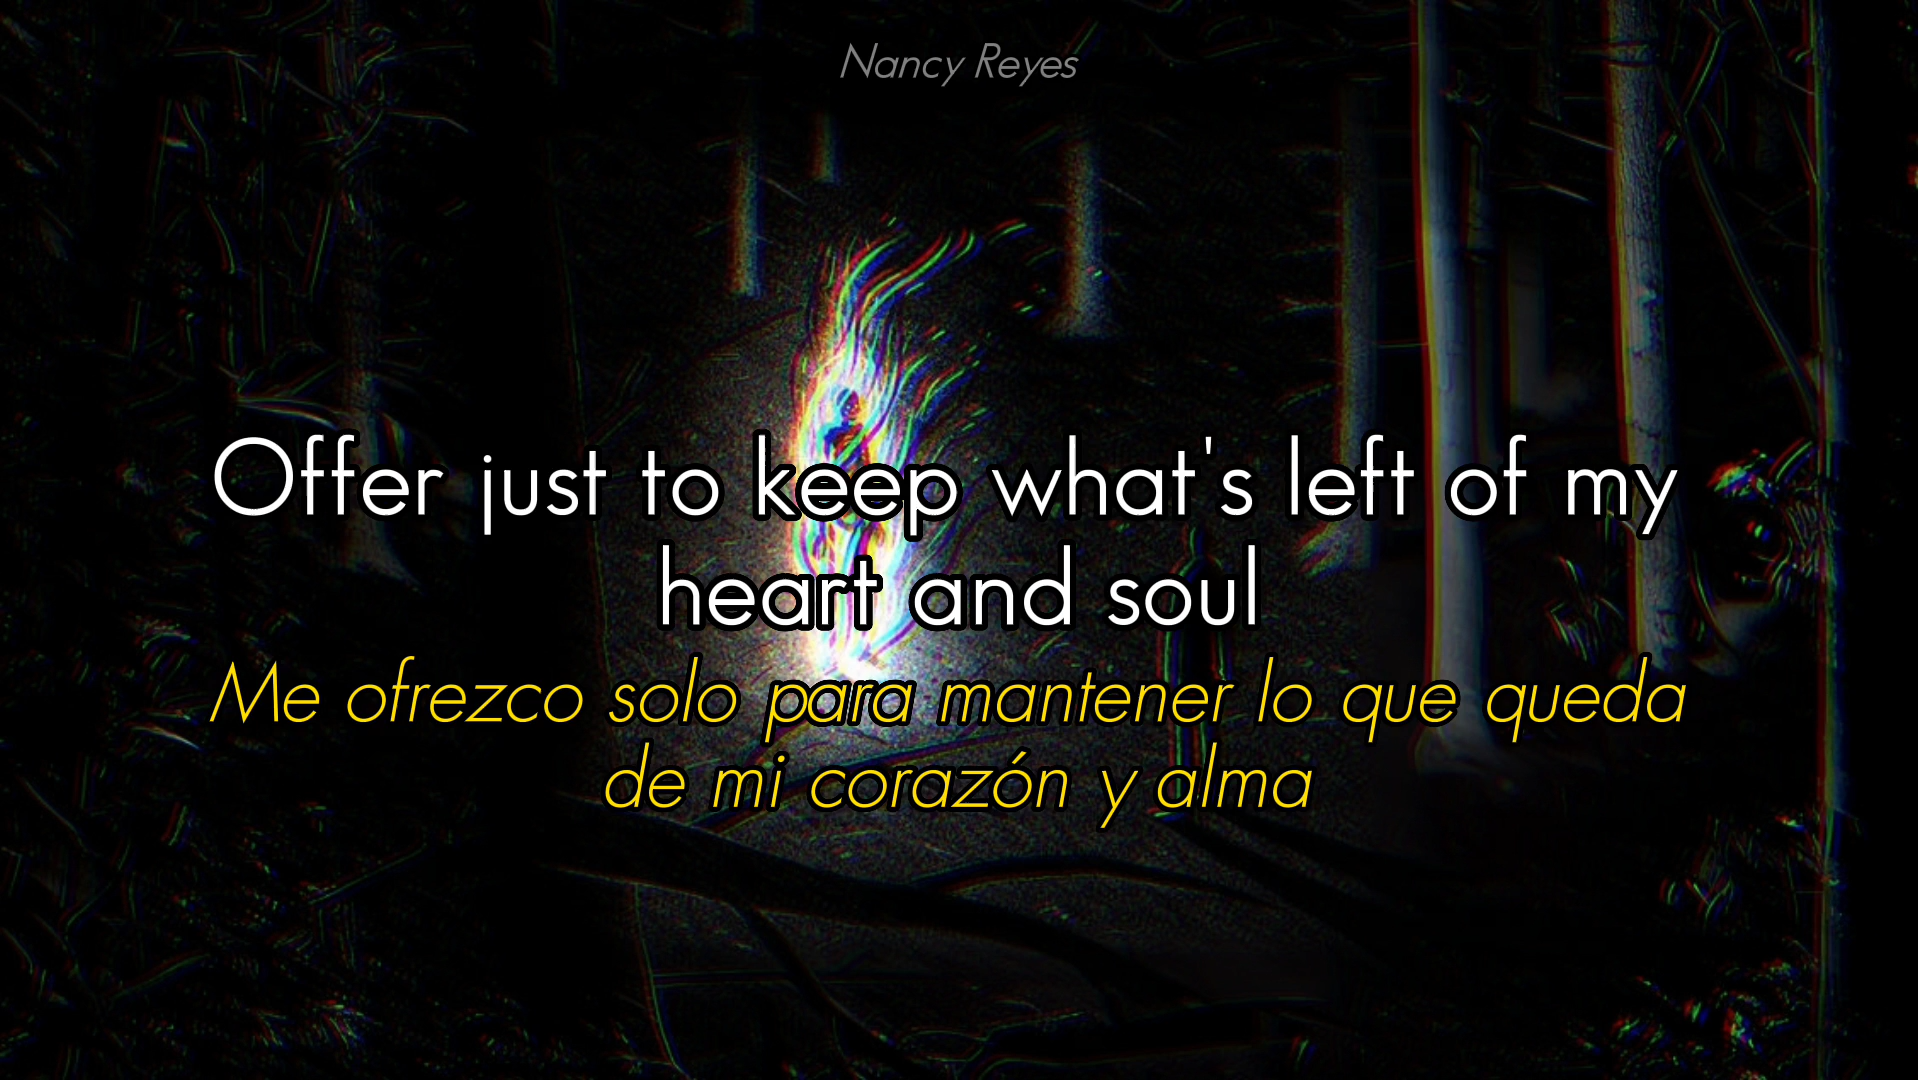 Nancy Reyes
Offer just to keep what's left of my
heart and soul
Me ofrezco solo para mantener lo que queda
de mi corazón y alma